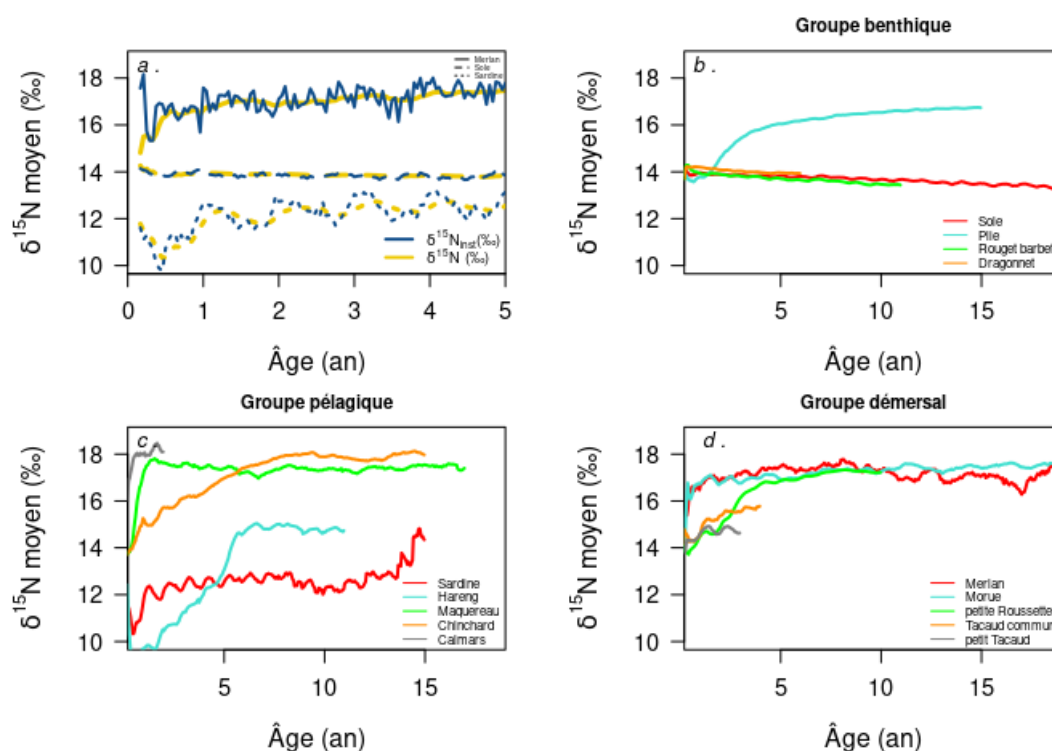 a .
δ¹⁵N moyen (‰)
18
16
14
12
10
0 1 2 3 4 5
Âge (an)
Merlan
Sole
Sardine
δ¹⁵N_Inst(‰)
δ¹⁵N (‰)
Groupe benthique
b .
δ¹⁵N moyen (‰)
18
16
14
12
10
5 10 15
Âge (an)
Sole
Plie
Rouget barbet
Dragonnet
Groupe pélagique
c
δ¹⁵N moyen (‰)
18
16
14
12
10
5 10 15
Âge (an)
Sardine
Hareng
Maquereau
Chinchard
Calmars
Groupe démersal
d .
δ¹⁵N moyen (‰)
18
16
14
12
10
5 10 15
Âge (an)
Merlan
Morue
petite Roussette
Tacaud commun
petit Tacaud